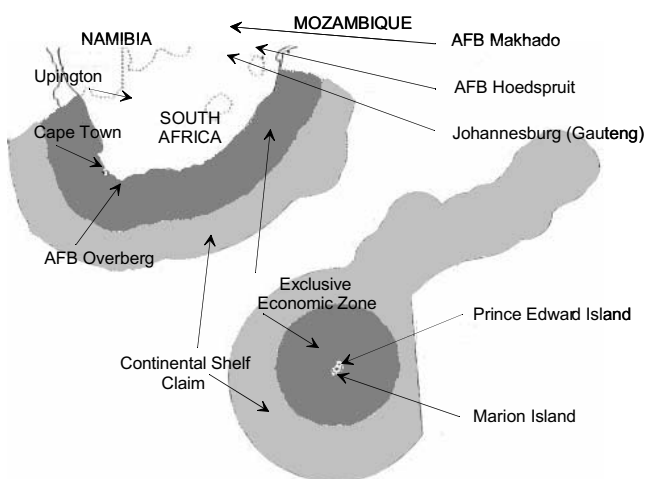 MOZAMBIQUE
NAMIBIA
AFB Makhado
Upington
AFB Hoedspruit
SOUTH
AFRICA
Cape Town
Johannesburg (Gauteng)
AFB Overberg
Exclusive
Economic Zone
Prince Edward Island
Continental Shelf
Claim
Marion Island